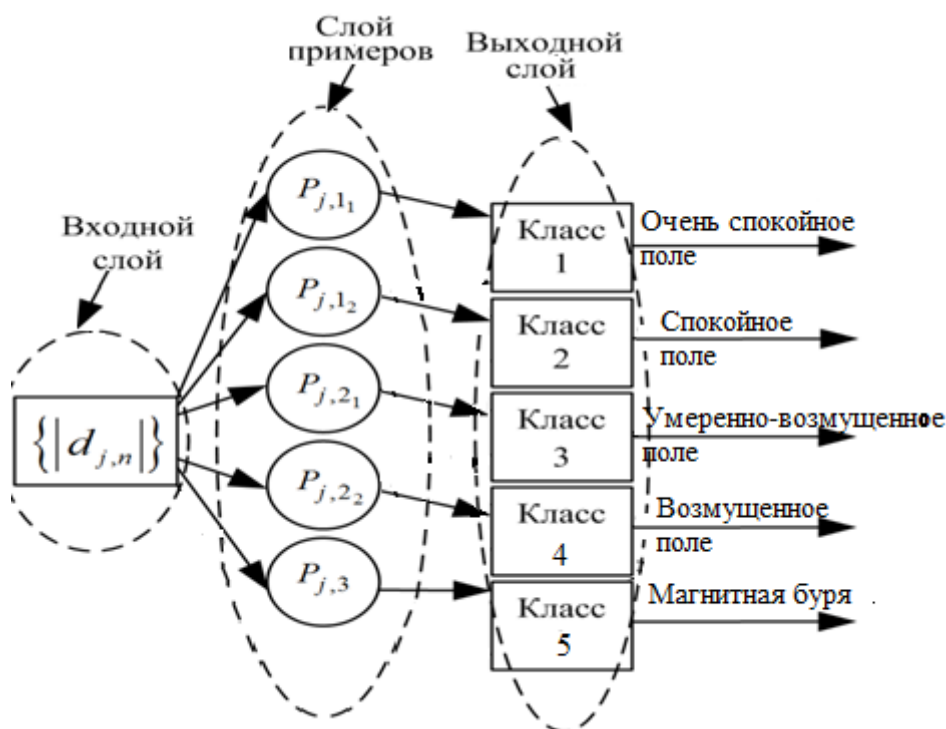 Слой
примеров
Выходной
слой
Входной
слой
{|d_{j,n}|}
P_{j,1_1}
P_{j,1_2}
P_{j,2_1}
P_{j,2_2}
P_{j,3}
Класс
1
Очень спокойное
поле
Класс
2
Спокойное
поле
Класс
3
Умеренно-возмущенное
поле
Класс
4
Возмущенное
поле
Класс
5
Магнитная буря .